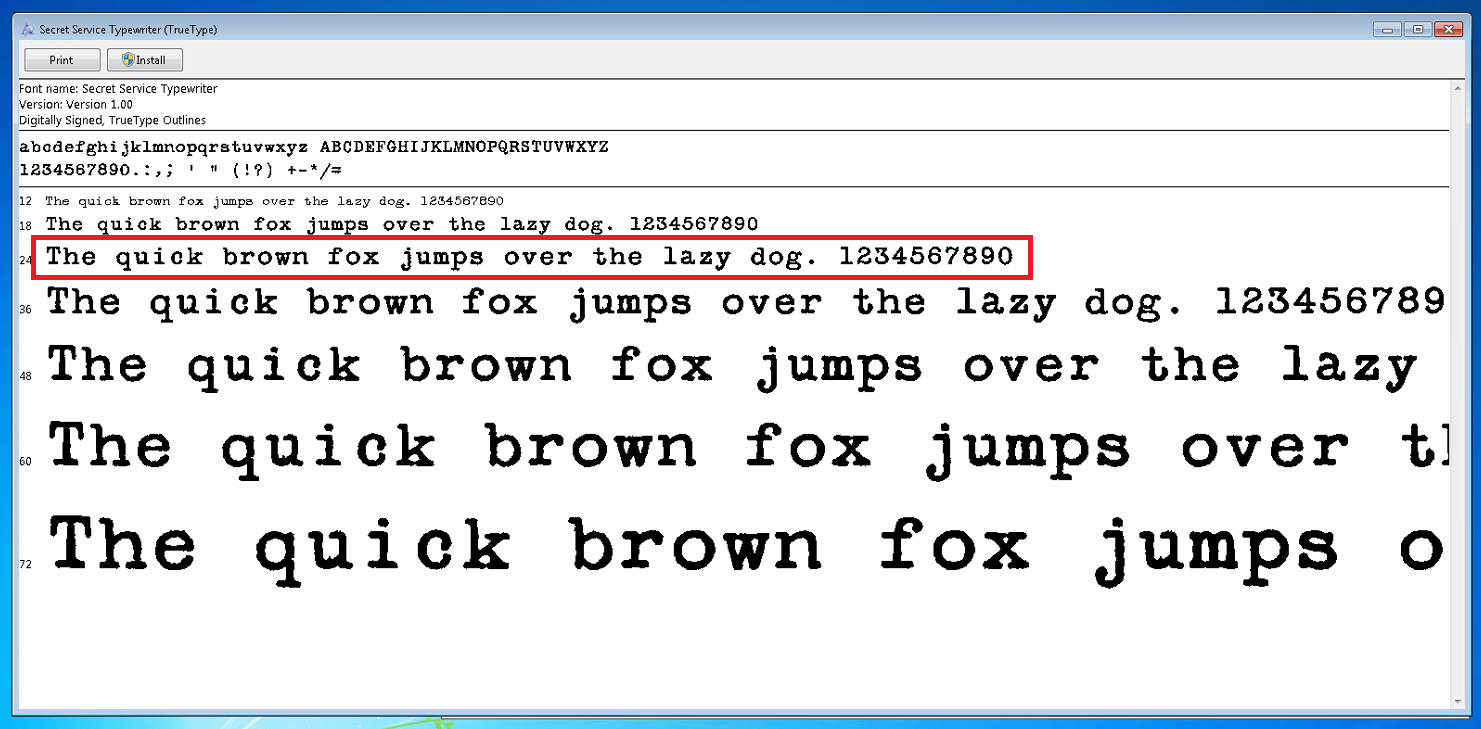 Secret Service Typewriter (TrueType)
Print Install
Font name: Secret Service Typewriter
Version: Version 1.00
Digitally Signed, TrueType Outlines
abcdefghijklmnopqrstuvwxyz ABCDEFGHIJKLMNOPQRSTUVWXYZ
1234567890.:,; ' " (!?) +-*/=
12 The quick brown fox jumps over the lazy dog. 1234567890
18 The quick brown fox jumps over the lazy dog. 1234567890
24 The quick brown fox jumps over the lazy dog. 1234567890
36 The quick brown fox jumps over the lazy dog. 123456789
48 The quick brown fox jumps over the lazy
60 The quick brown fox jumps over t
72 The quick brown fox jumps o